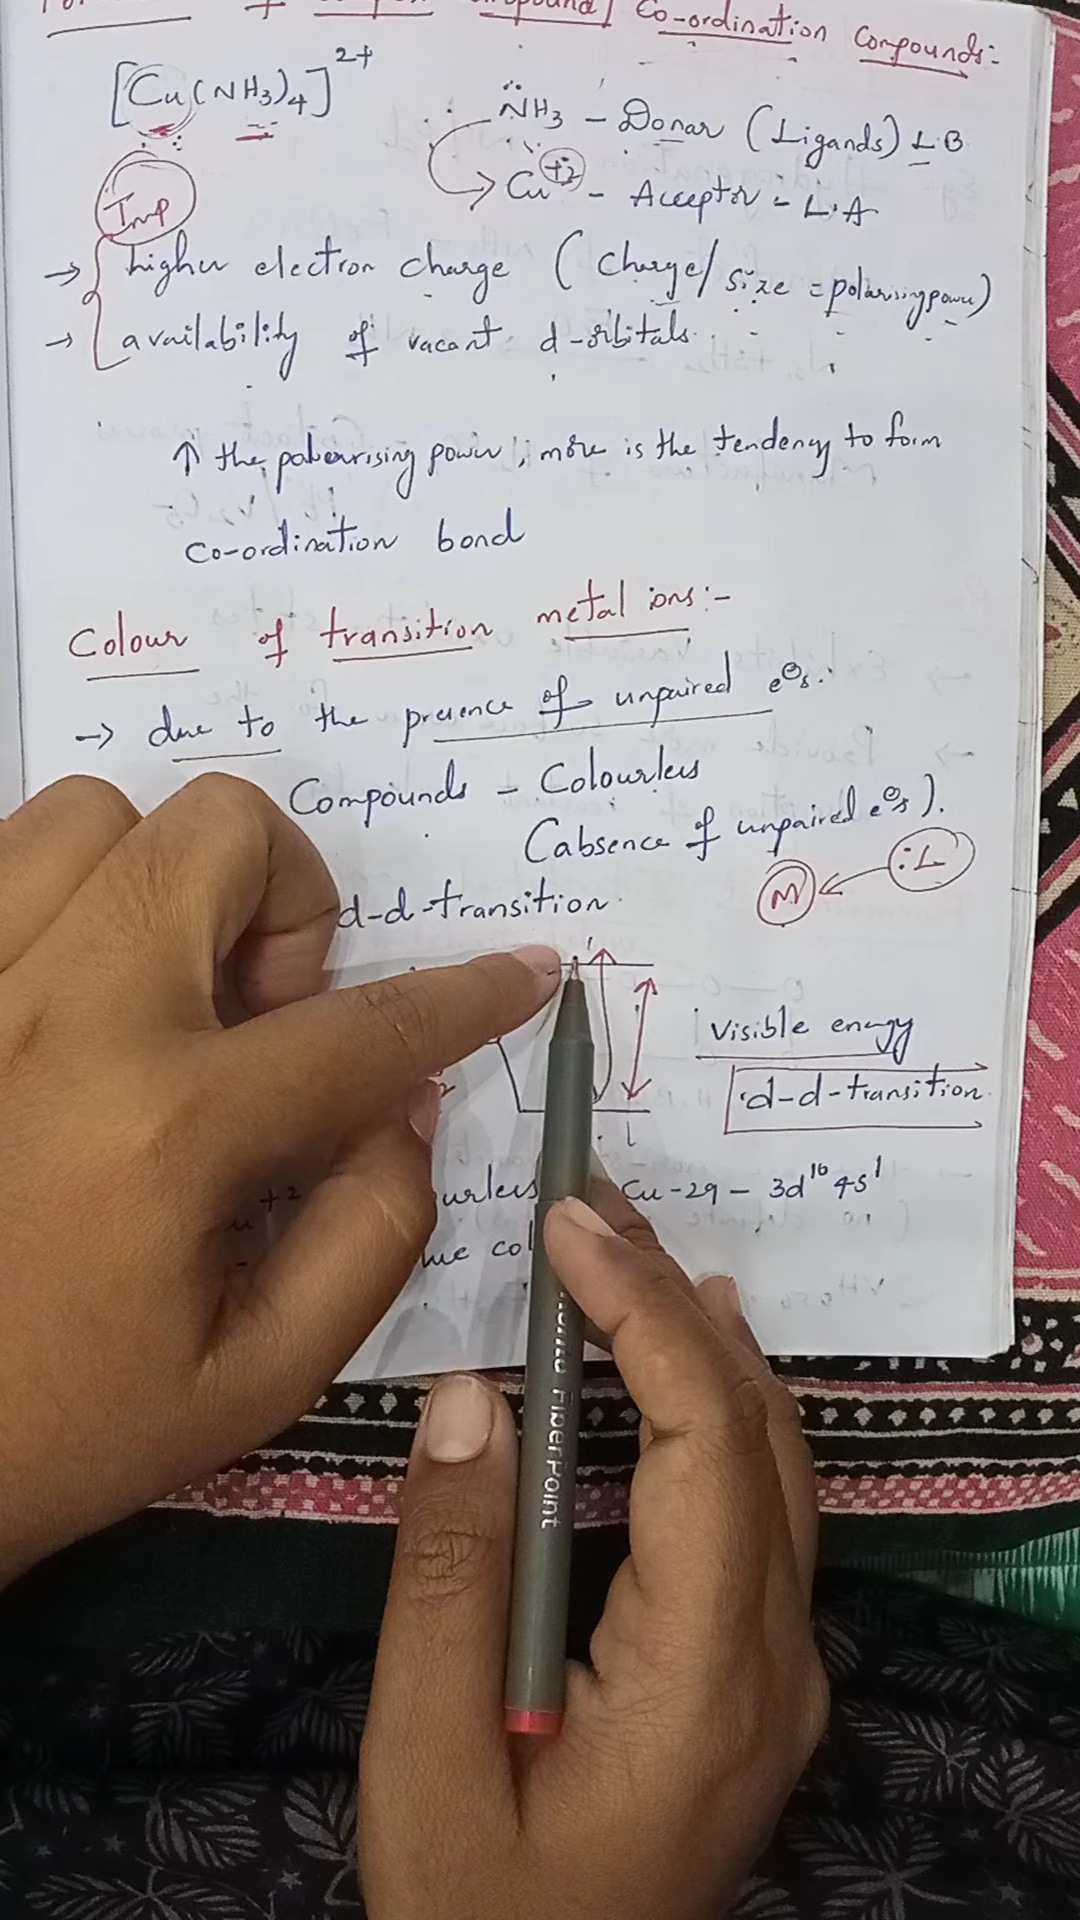 Co-ordination Compounds:-
[Cu(NH3)4]2+
N̈H3 - Donar (Ligands) L.B
Cu+2 - Acceptor - L.A
Imp
→ higher electron charge ( charge/size = polarising power)
→ availability of vacant d-orbitals.
↑ the polarising power, more is the tendency to form
co-ordination bond
Colour of transition metal ions:-
→ due to the presence of unpaired e⊖s.
Compounds - Colourless
(absence of unpaired e⊖s).
M ← :L
d-d-transition
Visible energy
d-d-transition
+2
Cu-29 - 3d10 4s1
FiberPoint